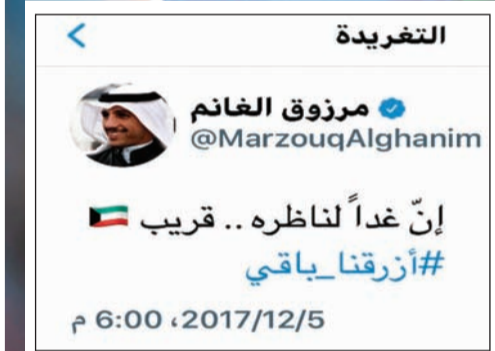 التغريدة
مرزوق الغانم
@MarzouqAlghanim
إنّ غداً لناظره .. قريب 🇰🇼
#أزرقنا_باقي
2017/12/5، 6:00 م